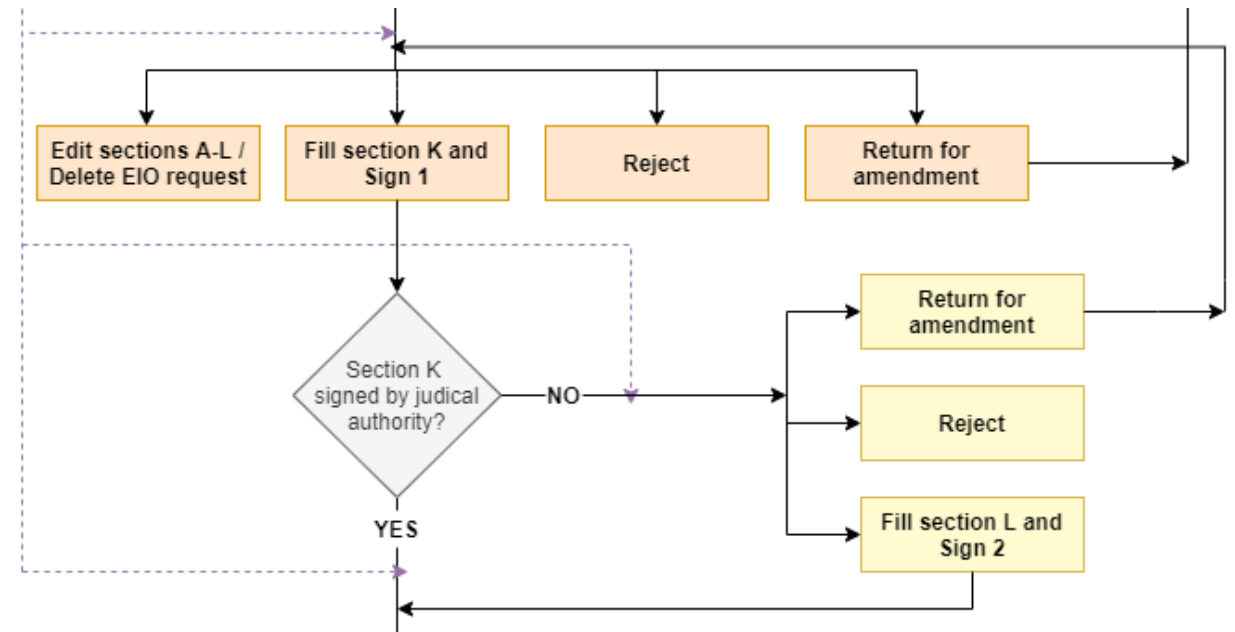 Edit sections A-L /
Delete EIO request
Fill section K and
Sign 1
Reject
Return for
amendment
Return for
amendment
Section K
signed by judical
authority?
NO
Reject
YES
Fill section L and
Sign 2